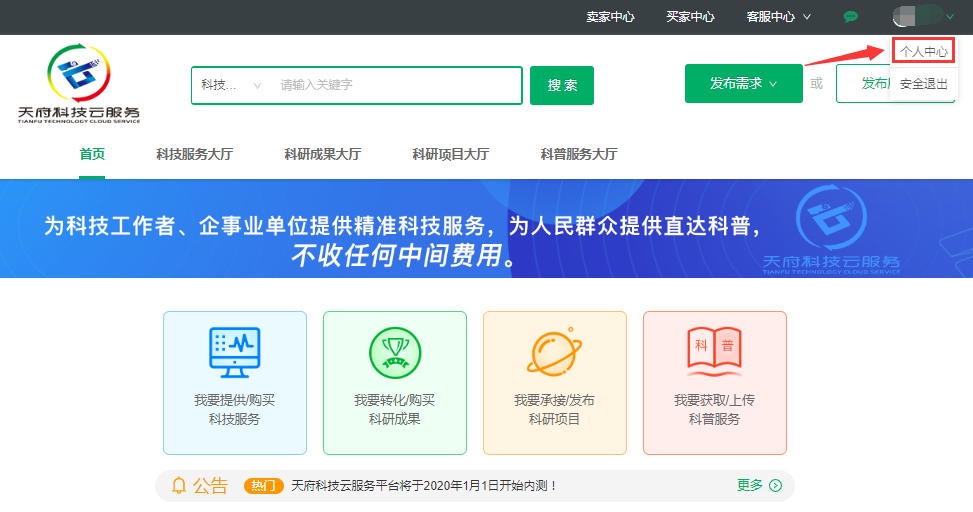 卖家中心 买家中心 客服中心
个人中心
安全退出
天府科技云服务
TIANFU TECHNOLOGY CLOUD SERVICE
科技... 请输入关键字 搜索 发布需求 或
首页 科技服务大厅 科研成果大厅 科研项目大厅 科普服务大厅
为科技工作者、企事业单位提供精准科技服务，为人民群众提供直达科普，
不收任何中间费用。
天府科技云服务
TIANFU TECHNOLOGY CLOUD SERVICE
科 普
我要提供/购买
科技服务
我要转化/购买
科研成果
我要承接/发布
科研项目
我要获取/上传
科普服务
公告 热门 天府科技云服务平台将于2020年1月1日开始内测！ 更多